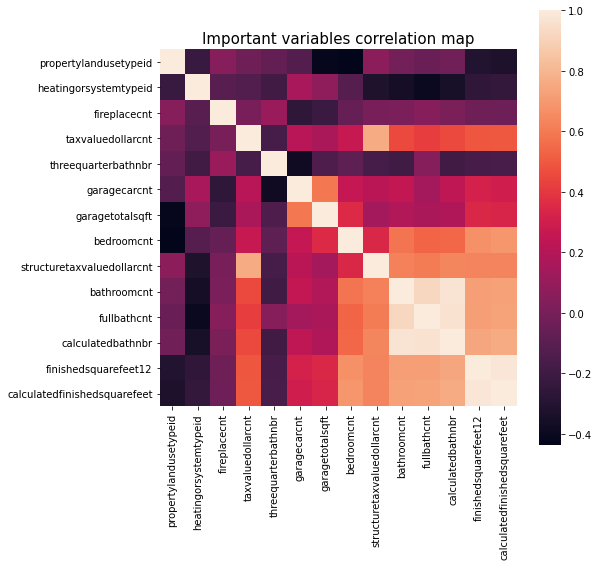 Important variables correlation map
propertylandusetypeid
heatingorsystemtypeid
fireplacecnt
taxvaluedollarcnt
threequarterbathnbr
garagecarcnt
garagetotalsqft
bedroomcnt
structuretaxvaluedollarcnt
bathroomcnt
fullbathcnt
calculatedbathnbr
finishedsquarefeet12
calculatedfinishedsquarefeet
propertylandusetypeid
heatingorsystemtypeid
fireplacecnt
taxvaluedollarcnt
threequarterbathnbr
garagecarcnt
garagetotalsqft
bedroomcnt
structuretaxvaluedollarcnt
bathroomcnt
fullbathcnt
calculatedbathnbr
finishedsquarefeet12
calculatedfinishedsquarefeet
1.0
0.8
0.6
0.4
0.2
0.0
−0.2
−0.4